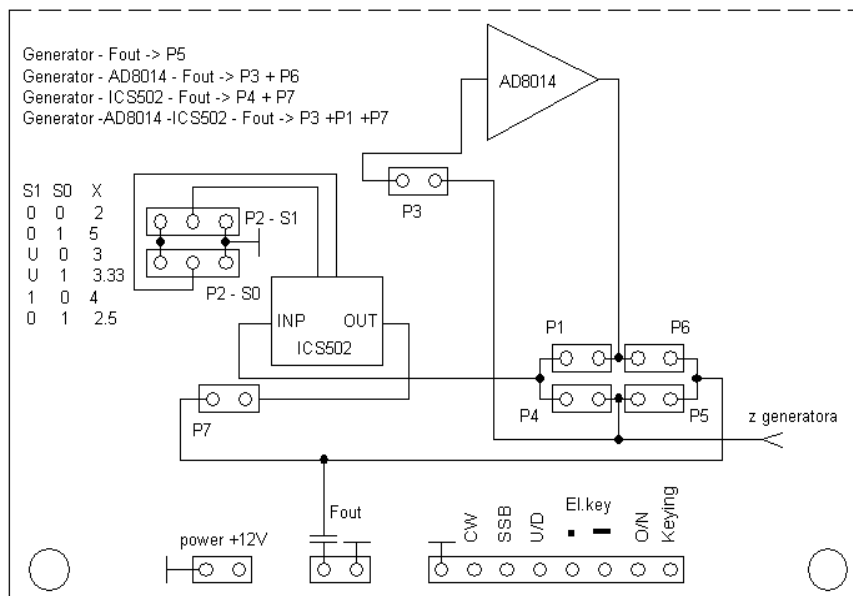 Generator - Fout -> P5
Generator - AD8014 - Fout -> P3 + P6
Generator - ICS502 - Fout -> P4 + P7
Generator -AD8014 -ICS502 - Fout -> P3 +P1 +P7
AD8014
P3
S1 S0 X
0 0 2
0 1 5
U 0 3
U 1 3.33
1 0 4
0 1 2.5
P2 - S1
P2 - S0
INP OUT
ICS502
P1 P6
P4 P5
P7
z generatora
Fout
power +12V
CW
SSB
U/D
El.key
O/N
Keying